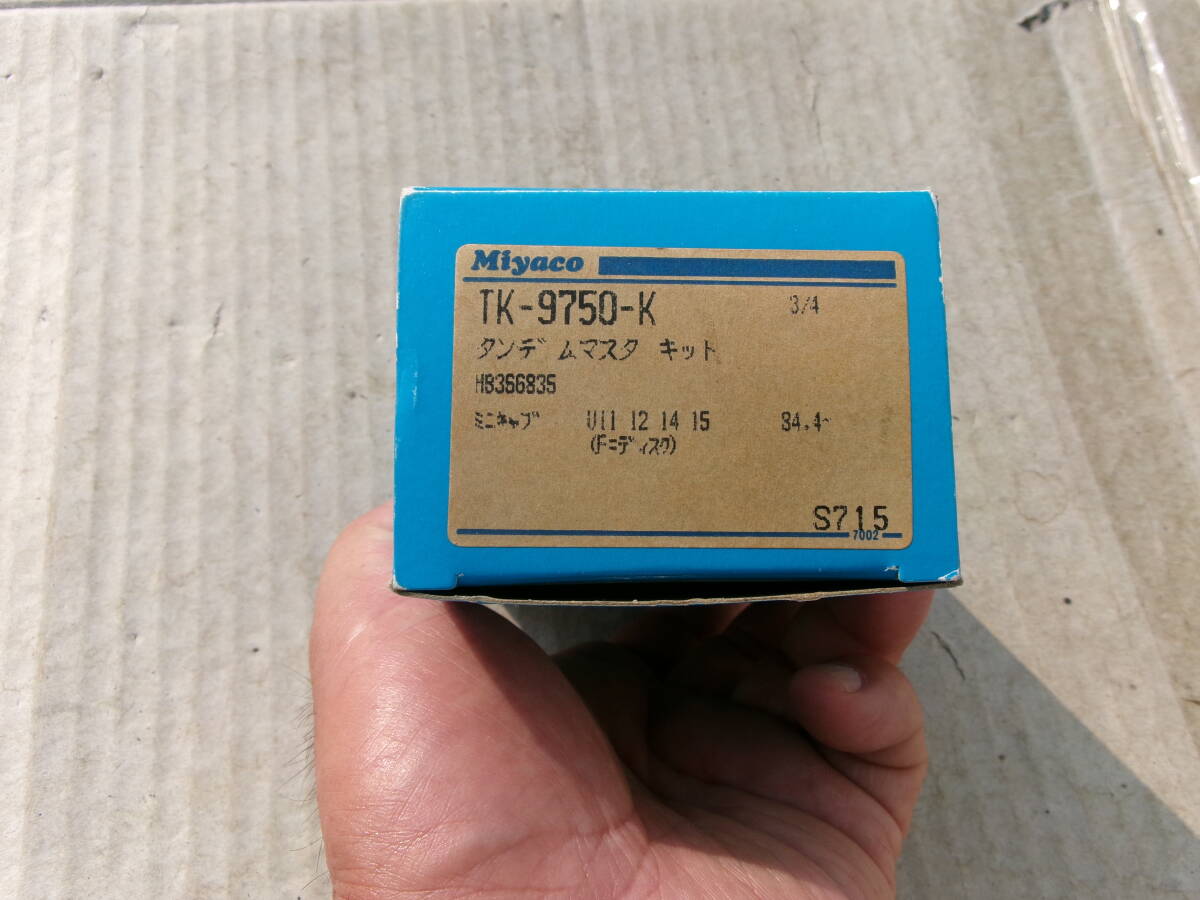 Miyaco
TK-9750-K 3/4
タンデムマスタ キット
MB366835
ミニキャブ U11 12 14 15 84.4~
(F=ディスク)
S715
7002